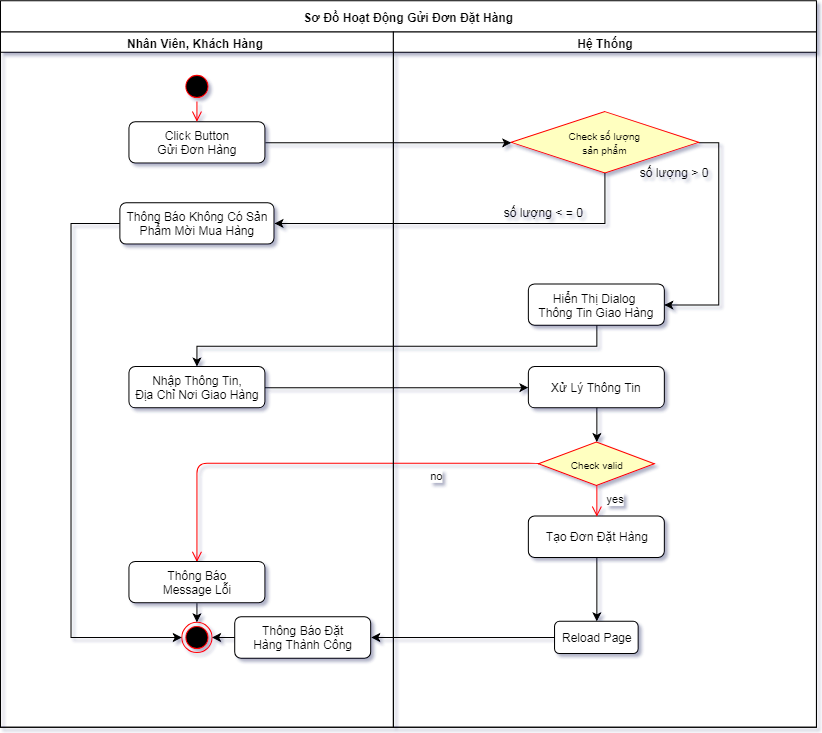 Sơ Đồ Hoạt Động Gửi Đơn Đặt Hàng
Nhân Viên, Khách Hàng
Hệ Thống
Click Button
Gửi Đơn Hàng
Check số lượng
sản phẩm
số lượng > 0
số lượng < = 0
Thông Báo Không Có Sản
Phẩm Mời Mua Hàng
Hiển Thị Dialog
Thông Tin Giao Hàng
Nhập Thông Tin,
Địa Chỉ Nơi Giao Hàng
Xử Lý Thông Tin
Check valid
no
yes
Tạo Đơn Đặt Hàng
Thông Báo
Message Lỗi
Thông Báo Đặt
Hàng Thành Công
Reload Page